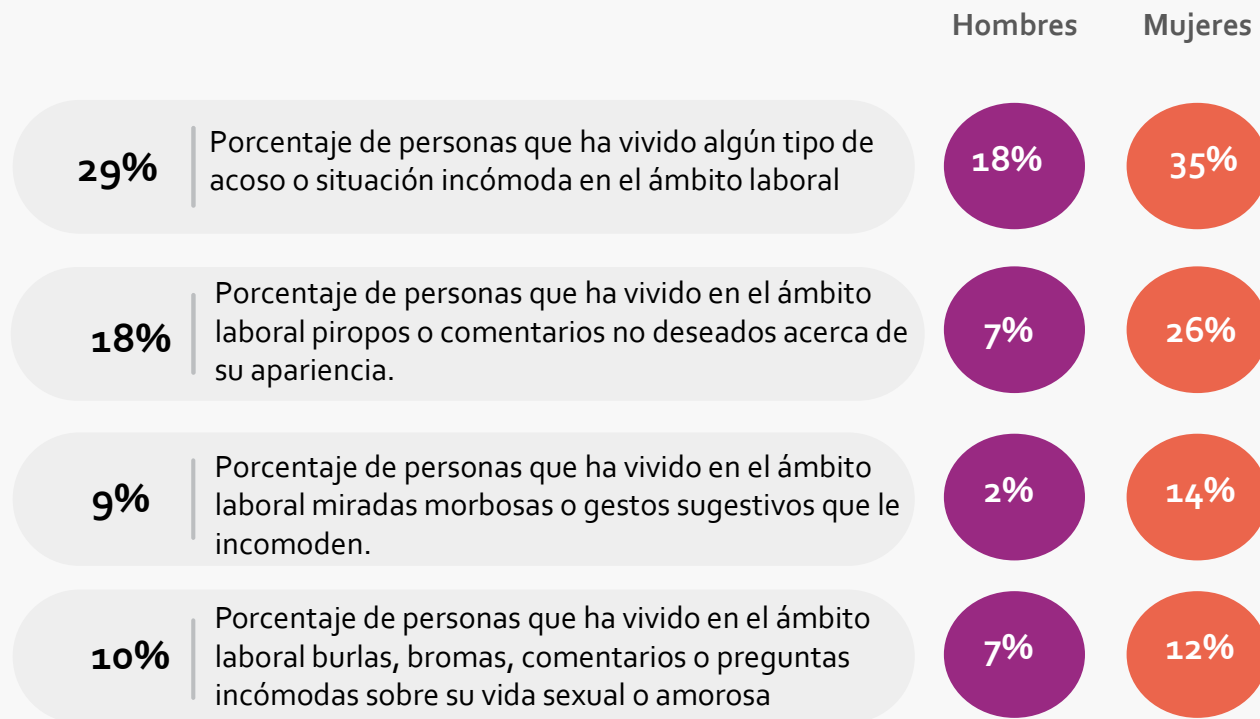 Hombres Mujeres
29%
Porcentaje de personas que ha vivido algún tipo de
acoso o situación incómoda en el ámbito laboral
18%
35%
18%
Porcentaje de personas que ha vivido en el ámbito
laboral piropos o comentarios no deseados acerca de
su apariencia.
7%
26%
9%
Porcentaje de personas que ha vivido en el ámbito
laboral miradas morbosas o gestos sugestivos que le
incomoden.
2%
14%
10%
Porcentaje de personas que ha vivido en el ámbito
laboral burlas, bromas, comentarios o preguntas
incómodas sobre su vida sexual o amorosa
7%
12%